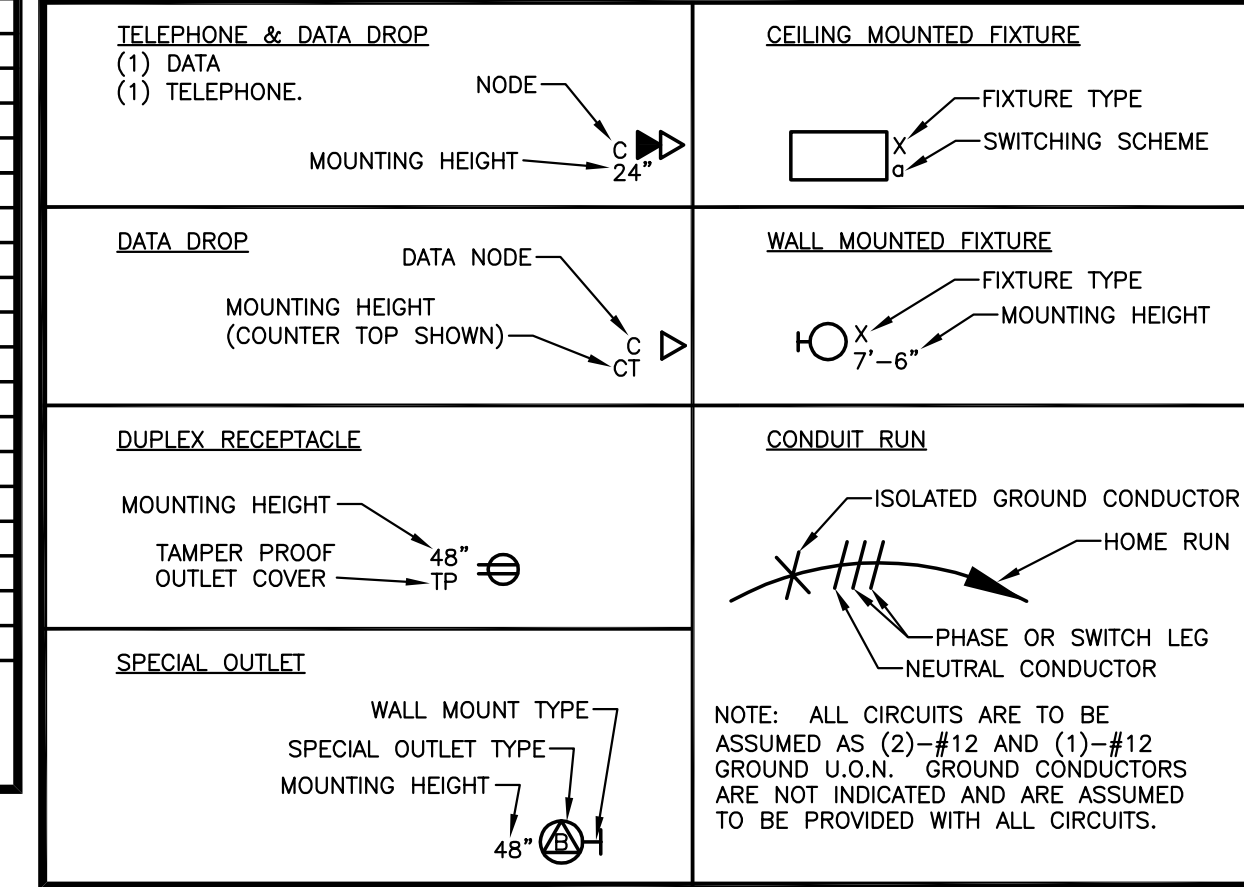 TELEPHONE & DATA DROP
(1) DATA
(1) TELEPHONE.
NODE
MOUNTING HEIGHT
C
24"
DATA DROP
DATA NODE
MOUNTING HEIGHT
(COUNTER TOP SHOWN)
C
CT
DUPLEX RECEPTACLE
MOUNTING HEIGHT
TAMPER PROOF
OUTLET COVER
48"
TP
SPECIAL OUTLET
WALL MOUNT TYPE
SPECIAL OUTLET TYPE
MOUNTING HEIGHT
48"
B
CEILING MOUNTED FIXTURE
FIXTURE TYPE
SWITCHING SCHEME
X
a
WALL MOUNTED FIXTURE
FIXTURE TYPE
MOUNTING HEIGHT
X
7'-6"
CONDUIT RUN
ISOLATED GROUND CONDUCTOR
HOME RUN
PHASE OR SWITCH LEG
NEUTRAL CONDUCTOR
NOTE: ALL CIRCUITS ARE TO BE
ASSUMED AS (2)-#12 AND (1)-#12
GROUND U.O.N. GROUND CONDUCTORS
ARE NOT INDICATED AND ARE ASSUMED
TO BE PROVIDED WITH ALL CIRCUITS.